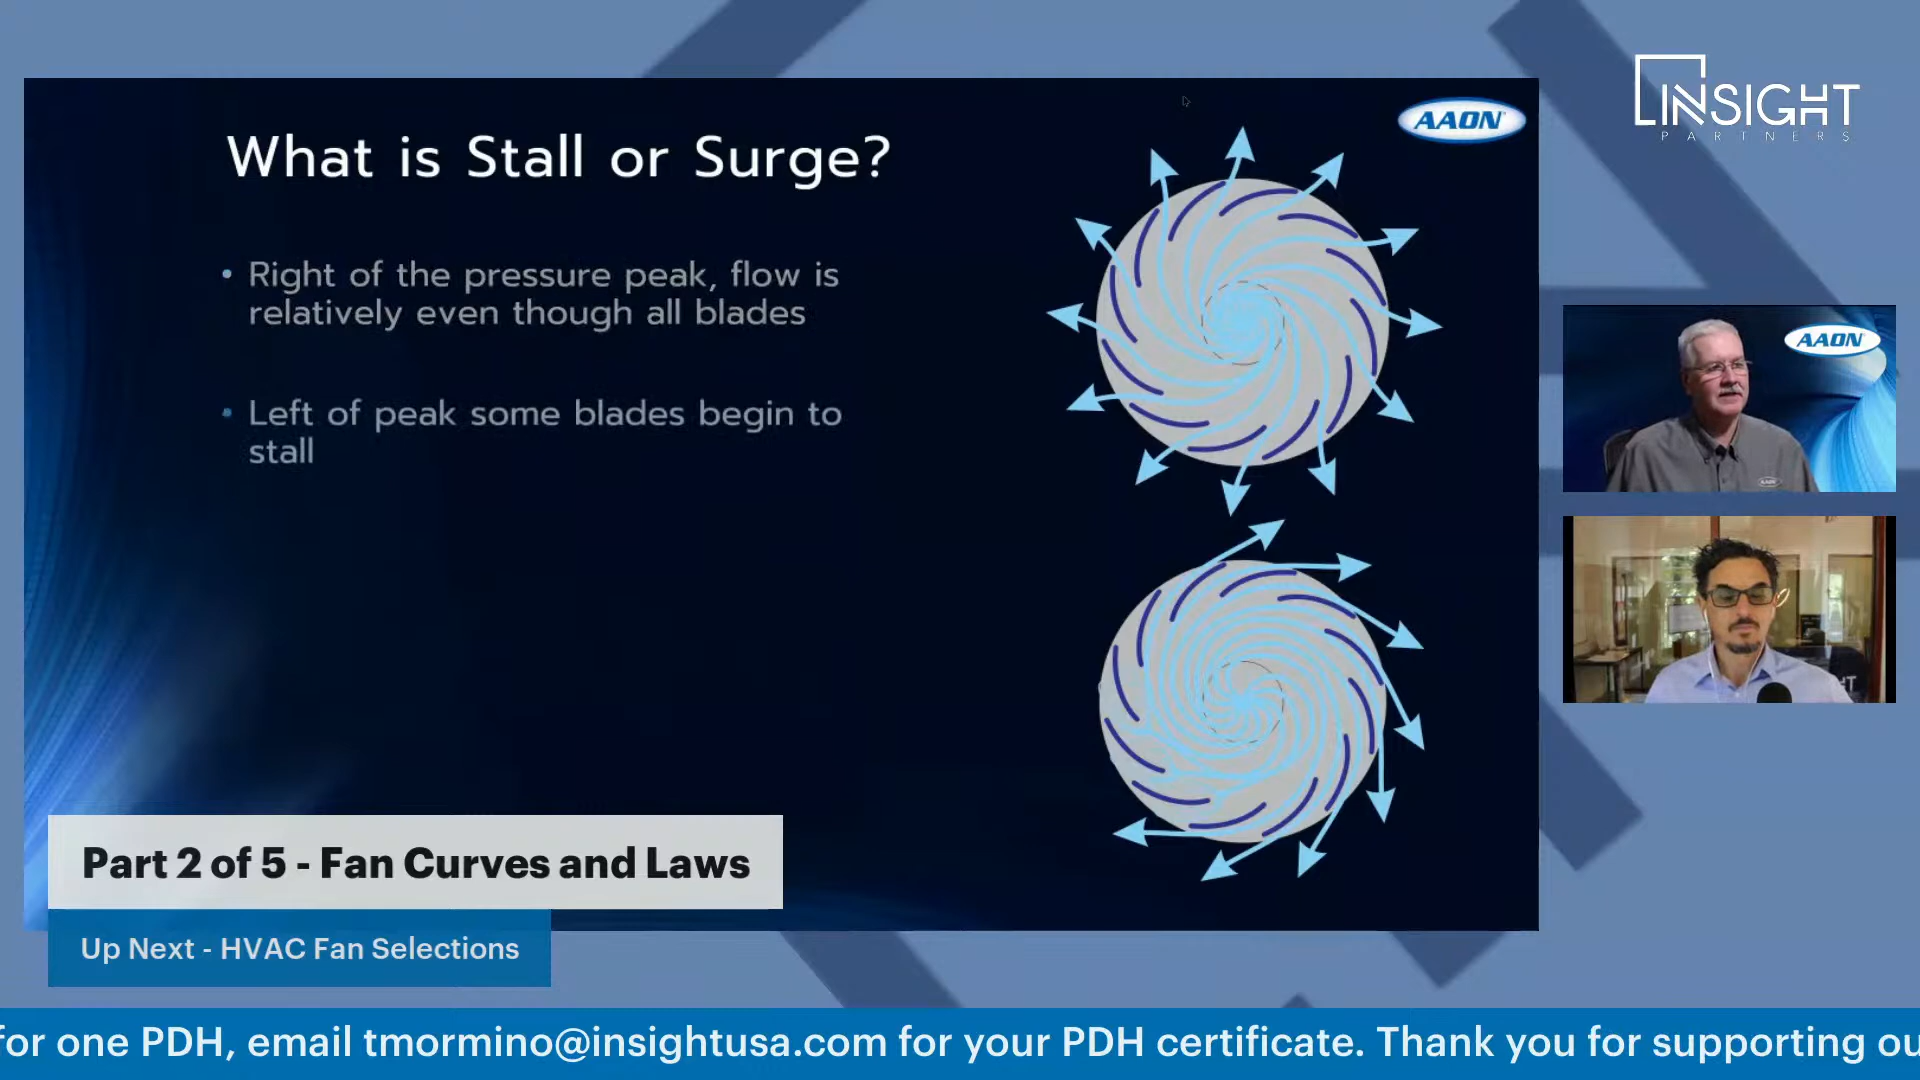 INSIGHT
PARTNERS
AAON
What is Stall or Surge?
• Right of the pressure peak, flow is
relatively even though all blades
• Left of peak some blades begin to
stall
AAON
AAON
Part 2 of 5 - Fan Curves and Laws
Up Next - HVAC Fan Selections
for one PDH, email tmormino@insightusa.com for your PDH certificate. Thank you for supporting ou